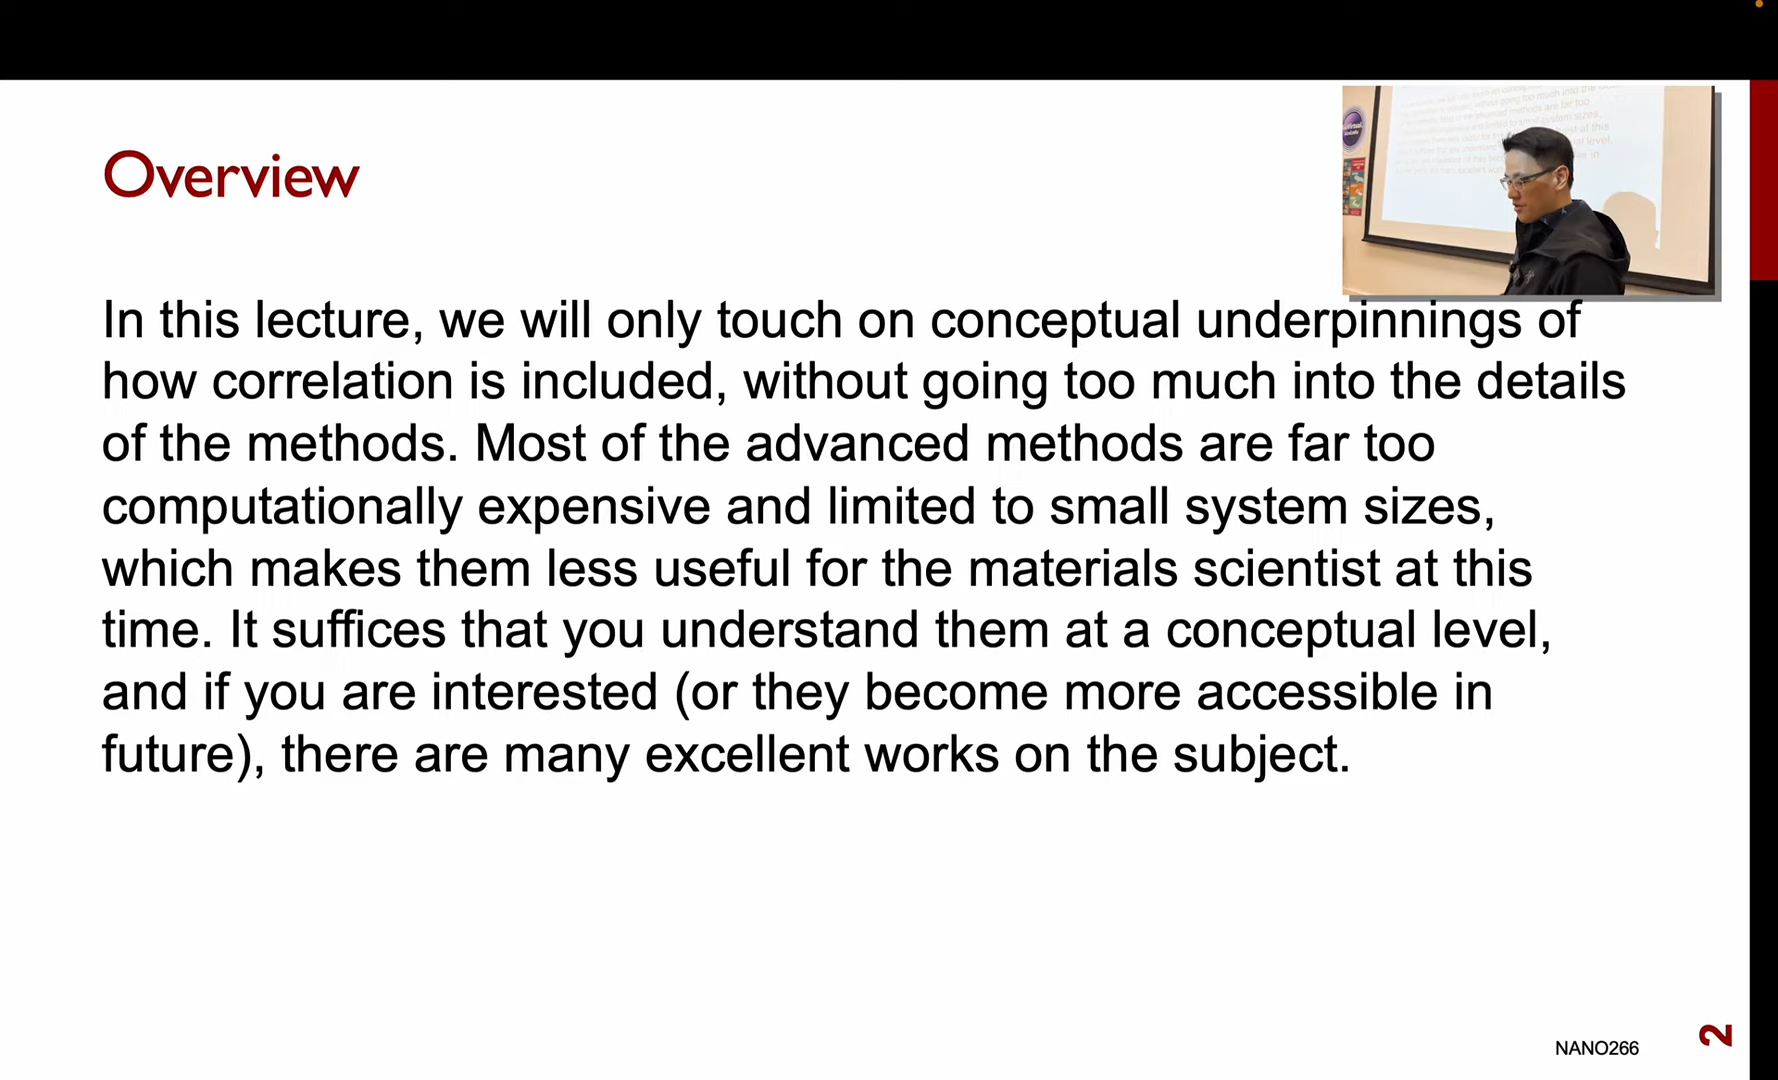 Overview
In this lecture, we will only touch on conceptual underpinnings of
how correlation is included, without going too much into the details
of the methods. Most of the advanced methods are far too
computationally expensive and limited to small system sizes,
which makes them less useful for the materials scientist at this
time. It suffices that you understand them at a conceptual level,
and if you are interested (or they become more accessible in
future), there are many excellent works on the subject.
NANO266
2